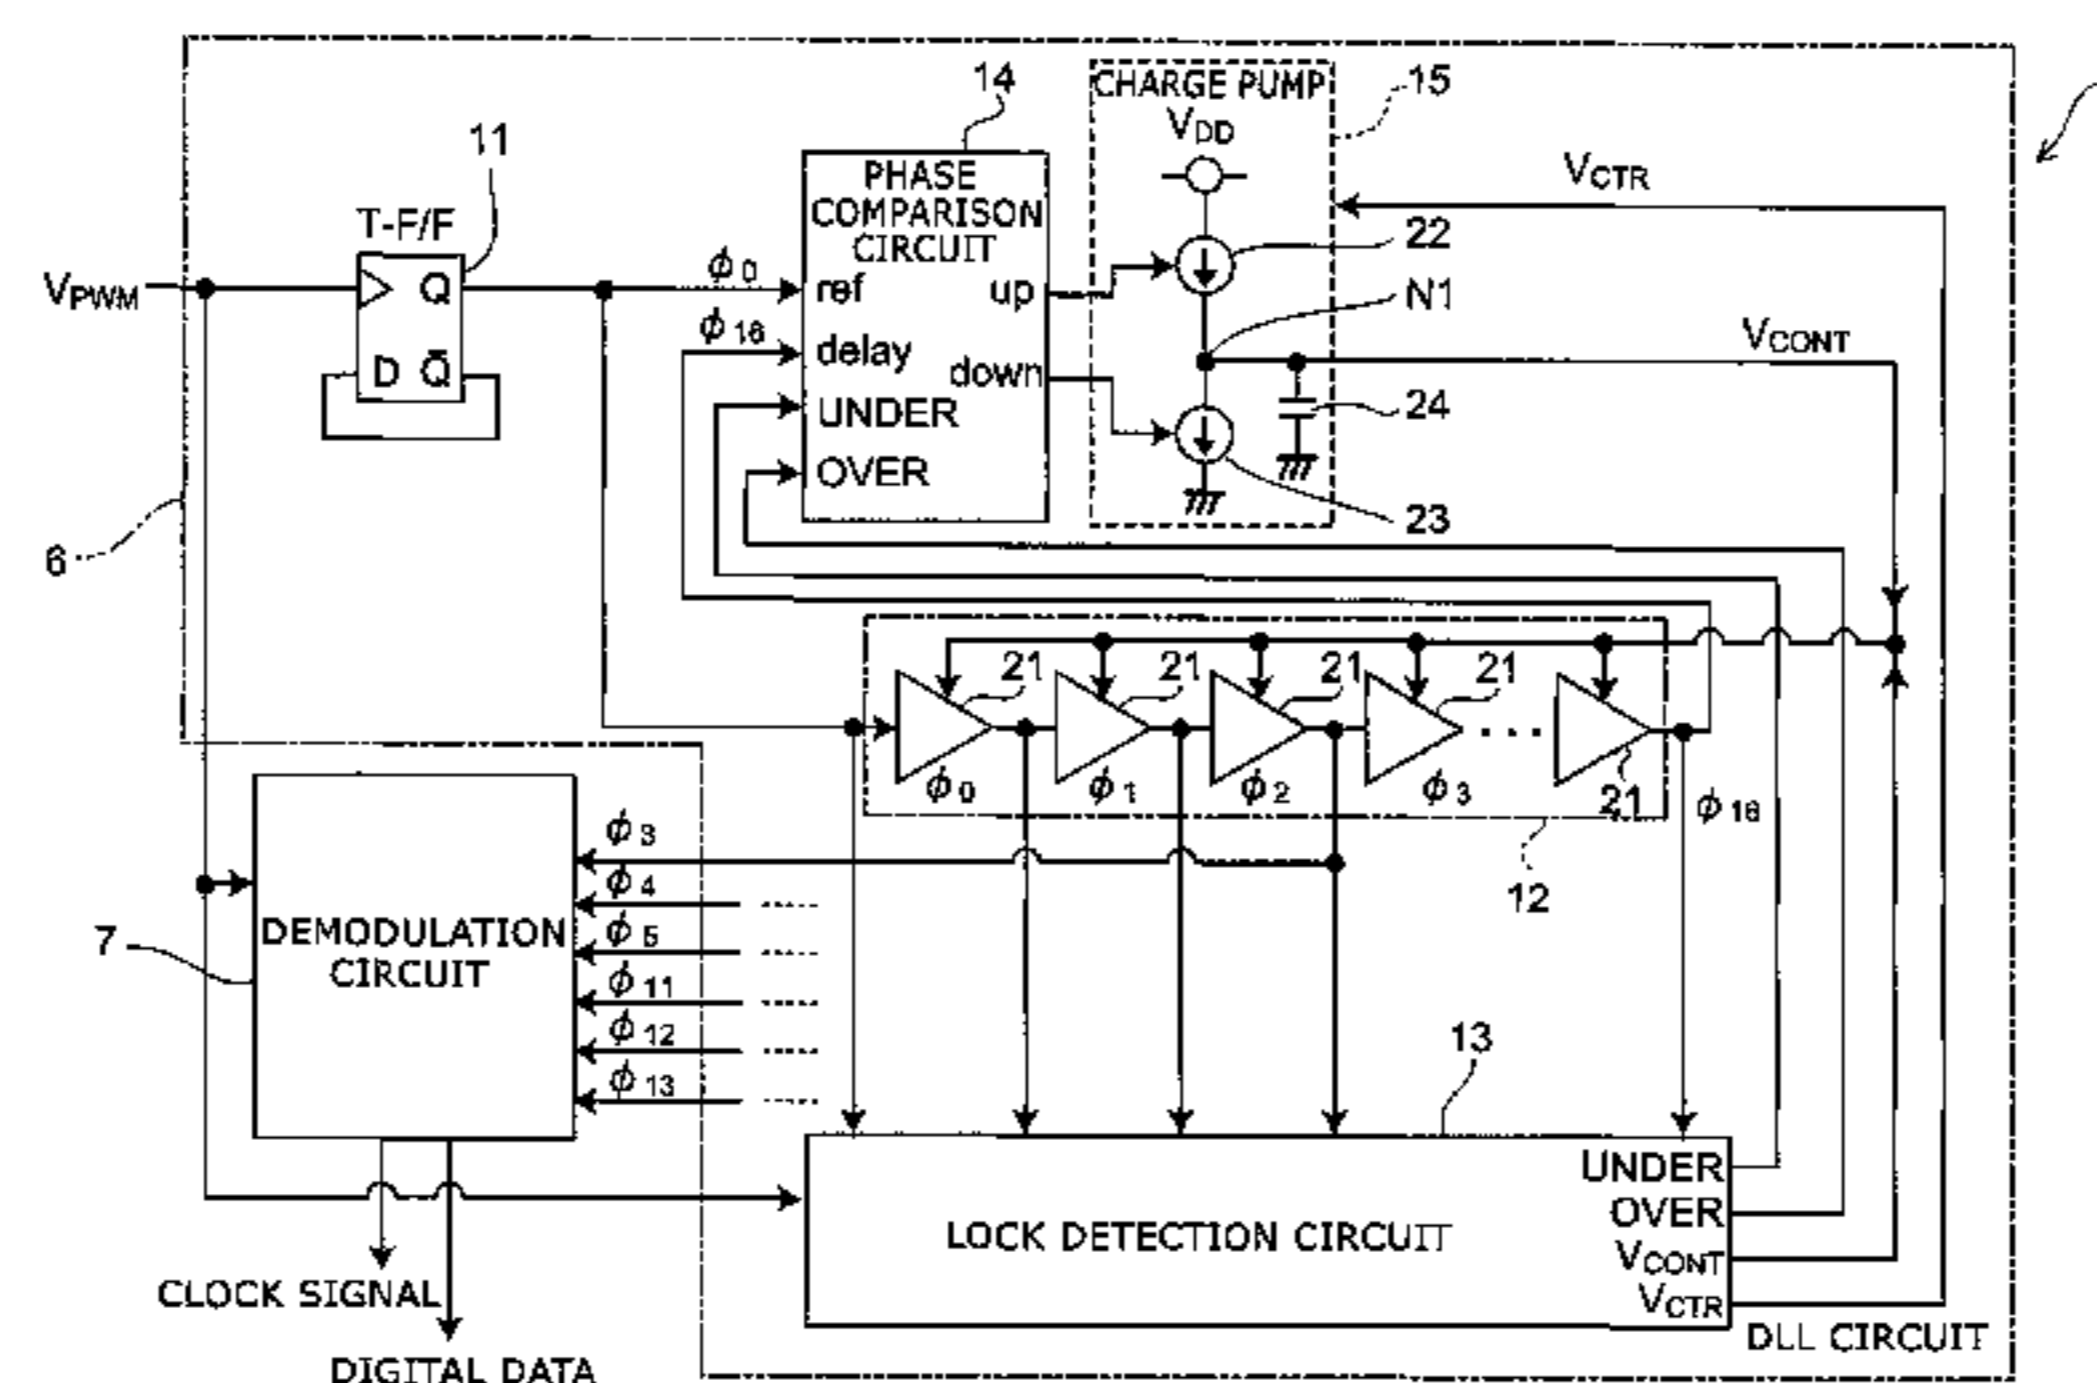 14
CHARGE PUMP
15
VDD
11
VCTR
PHASE
COMPARISON
CIRCUIT
T-F/F
22
VPWM
Q
ϕ0
ref
up
N1
ϕ16
delay
VCONT
D Q̅
down
UNDER
24
OVER
23
6
21
21
21
21
ϕ0
ϕ1
ϕ2
ϕ3
21
ϕ16
ϕ3
ϕ4
12
7
DEMODULATION
CIRCUIT
ϕ5
ϕ11
ϕ12
13
ϕ13
UNDER
OVER
LOCK DETECTION CIRCUIT
VCONT
VCTR
CLOCK SIGNAL
DLL CIRCUIT
DIGITAL DATA